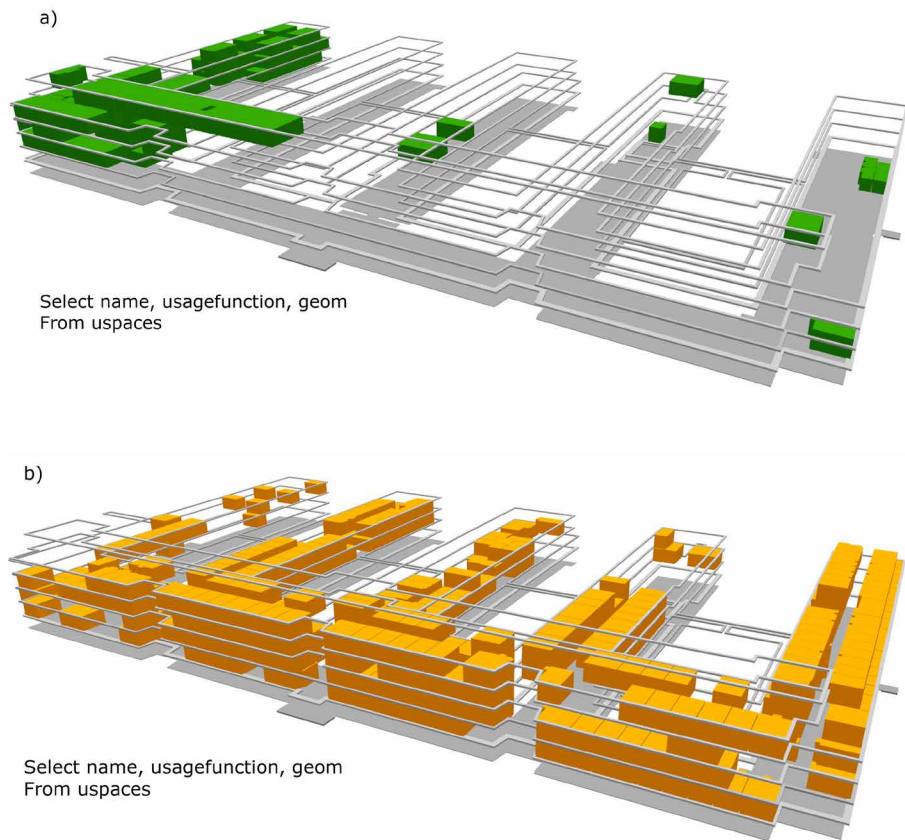 a)
Select name, usagefunction, geom
From uspaces
b)
Select name, usagefunction, geom
From uspaces